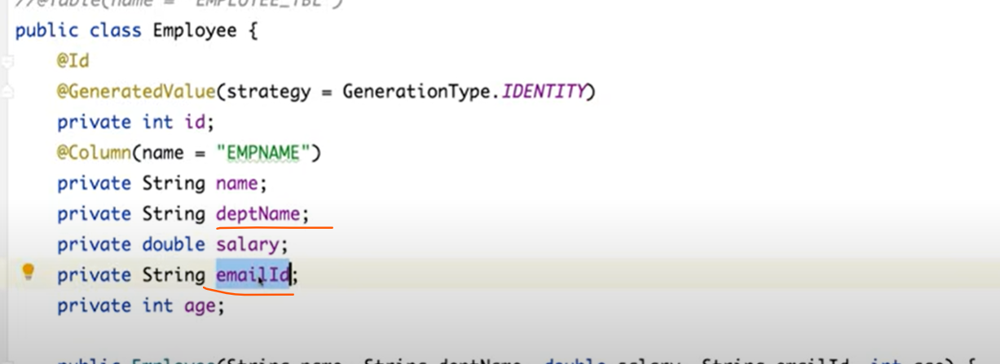 //@Table(name = "EMPLOYEE_TBL")
public class Employee {
@Id
@GeneratedValue(strategy = GenerationType.IDENTITY)
private int id;
@Column(name = "EMPNAME")
private String name;
private String deptName;
private double salary;
private String emailId;
private int age;
public Employee(String name, String deptName, double salary, String emailId, int age) {